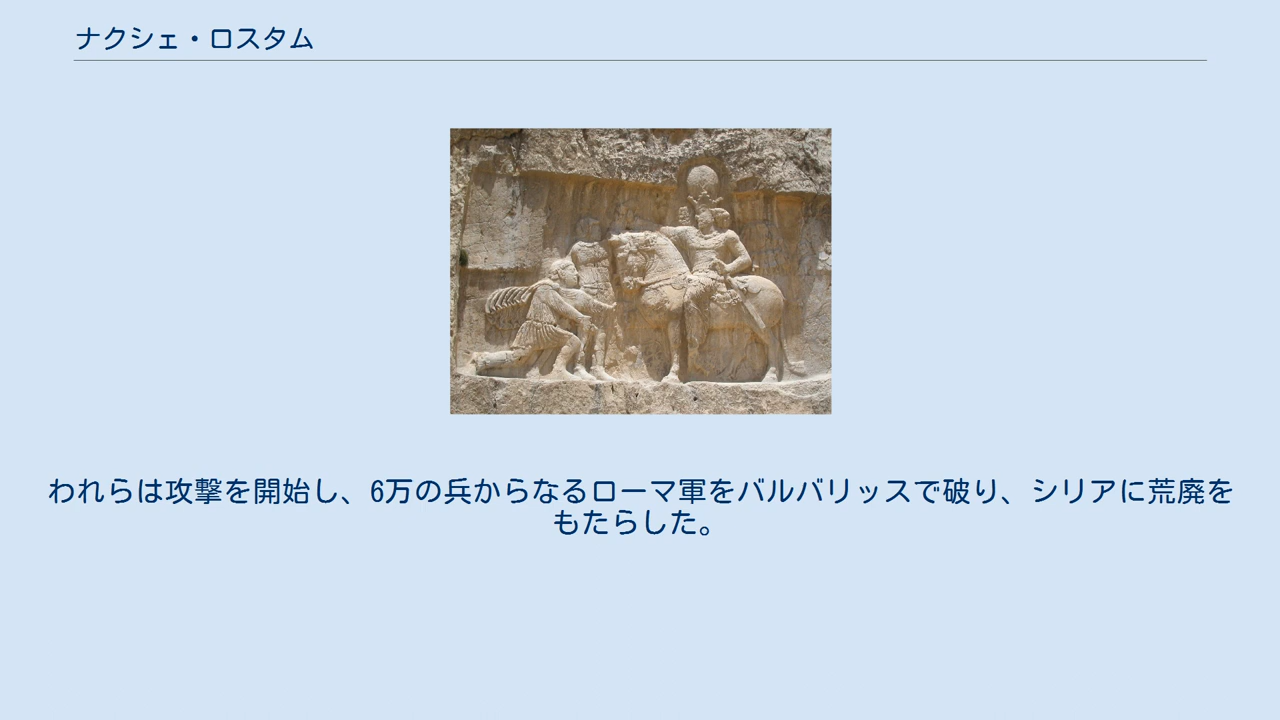 ナクシェ・ロスタム
われらは攻撃を開始し、6万の兵からなるローマ軍をバルバリッスで破り、シリアに荒廃を
もたらした。